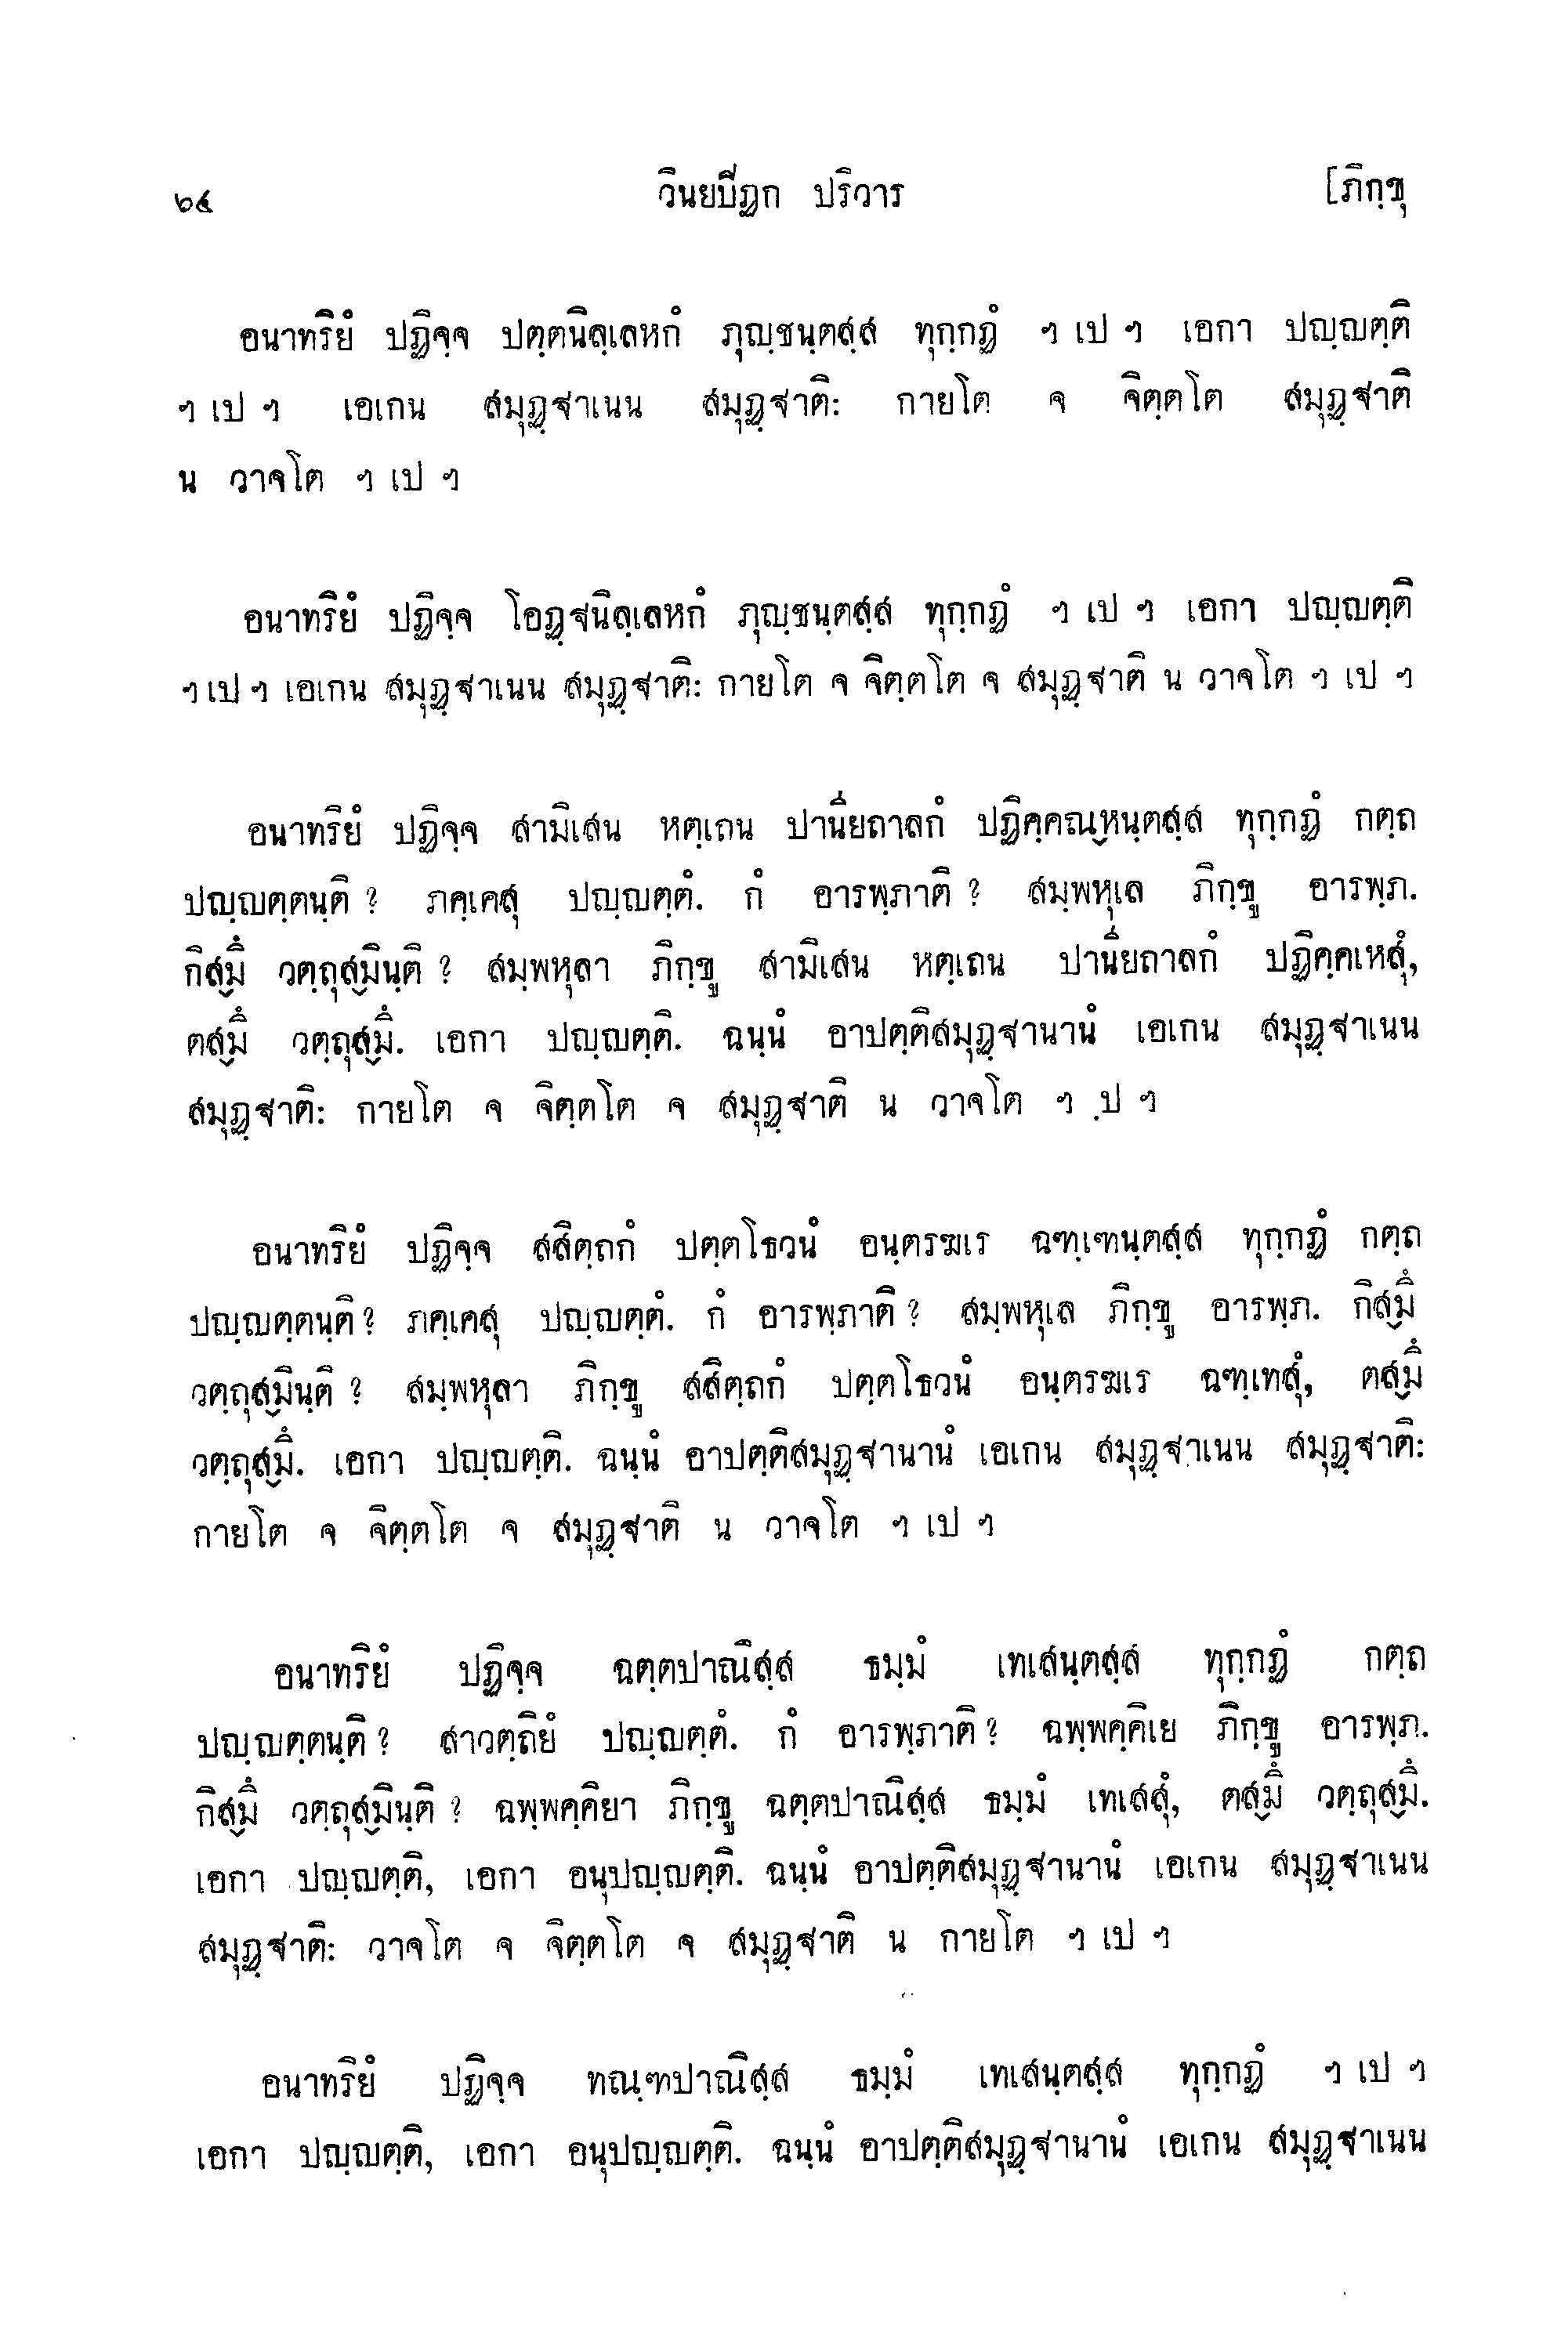 ๖๔ วินยปีฏก ปริวาร [ภิกฺขุ
อนาทริยํ ปฏิจฺจ ปตฺตนิลฺเลหกํ ภุญฺชนฺตสฺส ทุกฺกฏํ ฯ เป ฯ เอกา ปญฺญตฺติ
ฯ เป ฯ เอเกน สมุฏฺฐาเนน สมุฏฺฐาติ: กายโต จ จิตฺตโต สมุฏฺฐาติ
น วาจโต ฯ เป ฯ
อนาทริยํ ปฏิจฺจ โอฏฺฐนิลฺเลหกํ ภุญฺชนฺตสฺส ทุกฺกฏํ ฯ เป ฯ เอกา ปญฺญตฺติ
ฯ เป ฯ เอเกน สมุฏฺฐาเนน สมุฏฺฐาติ: กายโต จ จิตฺตโต จ สมุฏฺฐาติ น วาจโต ฯ เป ฯ
อนาทริยํ ปฏิจฺจ สามิเสน หตฺเถน ปานียถาลกํ ปฏิคฺคณฺหนฺตสฺส ทุกฺกฏํ กตฺถ
ปญฺญตฺตนฺติ? ภคฺเคสุ ปญฺญตฺตํ. กํ อารพฺภาติ? สมฺพหุเล ภิกฺขู อารพฺภ.
กิสฺมิํ วตฺถุสฺมินฺติ? สมฺพหุลา ภิกฺขู สามิเสน หตฺเถน ปานียถาลกํ ปฏิคฺคเหสุํ,
ตสฺมิํ วตฺถุสฺมิํ. เอกา ปญฺญตฺติ. ฉนฺนํ อาปตฺติสมุฏฺฐานานํ เอเกน สมุฏฺฐาเนน
สมุฏฺฐาติ: กายโต จ จิตฺตโต จ สมุฏฺฐาติ น วาจโต ฯ ป ฯ
อนาทริยํ ปฏิจฺจ สสิตฺถกํ ปตฺตโธวนํ อนฺตรฆเร ฉฑฺเฑนฺตสฺส ทุกฺกฏํ กตฺถ
ปญฺญตฺตนฺติ? ภคฺเคสุ ปญฺญตฺตํ. กํ อารพฺภาติ? สมฺพหุเล ภิกฺขู อารพฺภ. กิสฺมิํ
วตฺถุสฺมินฺติ? สมฺพหุลา ภิกฺขู สสิตฺถกํ ปตฺตโธวนํ อนฺตรฆเร ฉฑฺเฑสุํ, ตสฺมิํ
วตฺถุสฺมิํ. เอกา ปญฺญตฺติ. ฉนฺนํ อาปตฺติสมุฏฺฐานานํ เอเกน สมุฏฺฐาเนน สมุฏฺฐาติ:
กายโต จ จิตฺตโต จ สมุฏฺฐาติ น วาจโต ฯ เป ฯ
อนาทริยํ ปฏิจฺจ ฉตฺตปาณิสฺส ธมฺมํ เทเสนฺตสฺส ทุกฺกฏํ กตฺถ
ปญฺญตฺตนฺติ? สาวตฺถิยํ ปญฺญตฺตํ. กํ อารพฺภาติ? ฉพฺพคฺคิเย ภิกฺขู อารพฺภ.
กิสฺมิํ วตฺถุสฺมินฺติ? ฉพฺพคฺคิยา ภิกฺขู ฉตฺตปาณิสฺส ธมฺมํ เทเสสุํ, ตสฺมิํ วตฺถุสฺมิํ.
เอกา ปญฺญตฺติ, เอกา อนุปญฺญตฺติ. ฉนฺนํ อาปตฺติสมุฏฺฐานานํ เอเกน สมุฏฺฐาเนน
สมุฏฺฐาติ: วาจโต จ จิตฺตโต จ สมุฏฺฐาติ น กายโต ฯ เป ฯ
อนาทริยํ ปฏิจฺจ ทณฺฑปาณิสฺส ธมฺมํ เทเสนฺตสฺส ทุกฺกฏํ ฯ เป ฯ
เอกา ปญฺญตฺติ, เอกา อนุปญฺญตฺติ. ฉนฺนํ อาปตฺติสมุฏฺฐานานํ เอเกน สมุฏฺฐาเนน